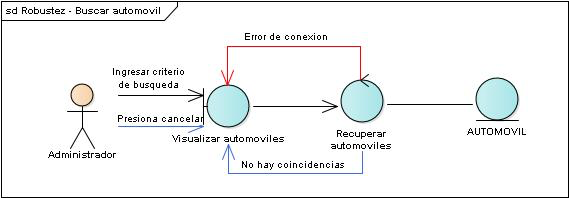 sd Robustez - Buscar automovil
Error de conexion
Ingresar criterio
de busqueda
Presiona cancelar
Administrador
Visualizar automoviles
Recuperar
automoviles
AUTOMOVIL
No hay coincidencias